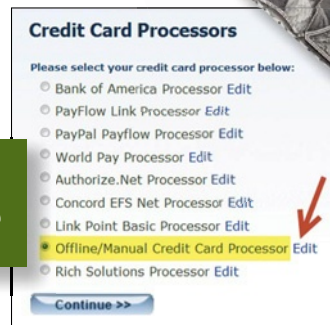 Credit Card Processors
Please select your credit card processor below:
Bank of America Processor Edit
PayFlow Link Processor Edit
PayPal Payflow Processor Edit
World Pay Processor Edit
Authorize.Net Processor Edit
Concord EFS Net Processor Edit
Link Point Basic Processor Edit
Offline/Manual Credit Card Processor Edit
Rich Solutions Processor Edit
Continue >>